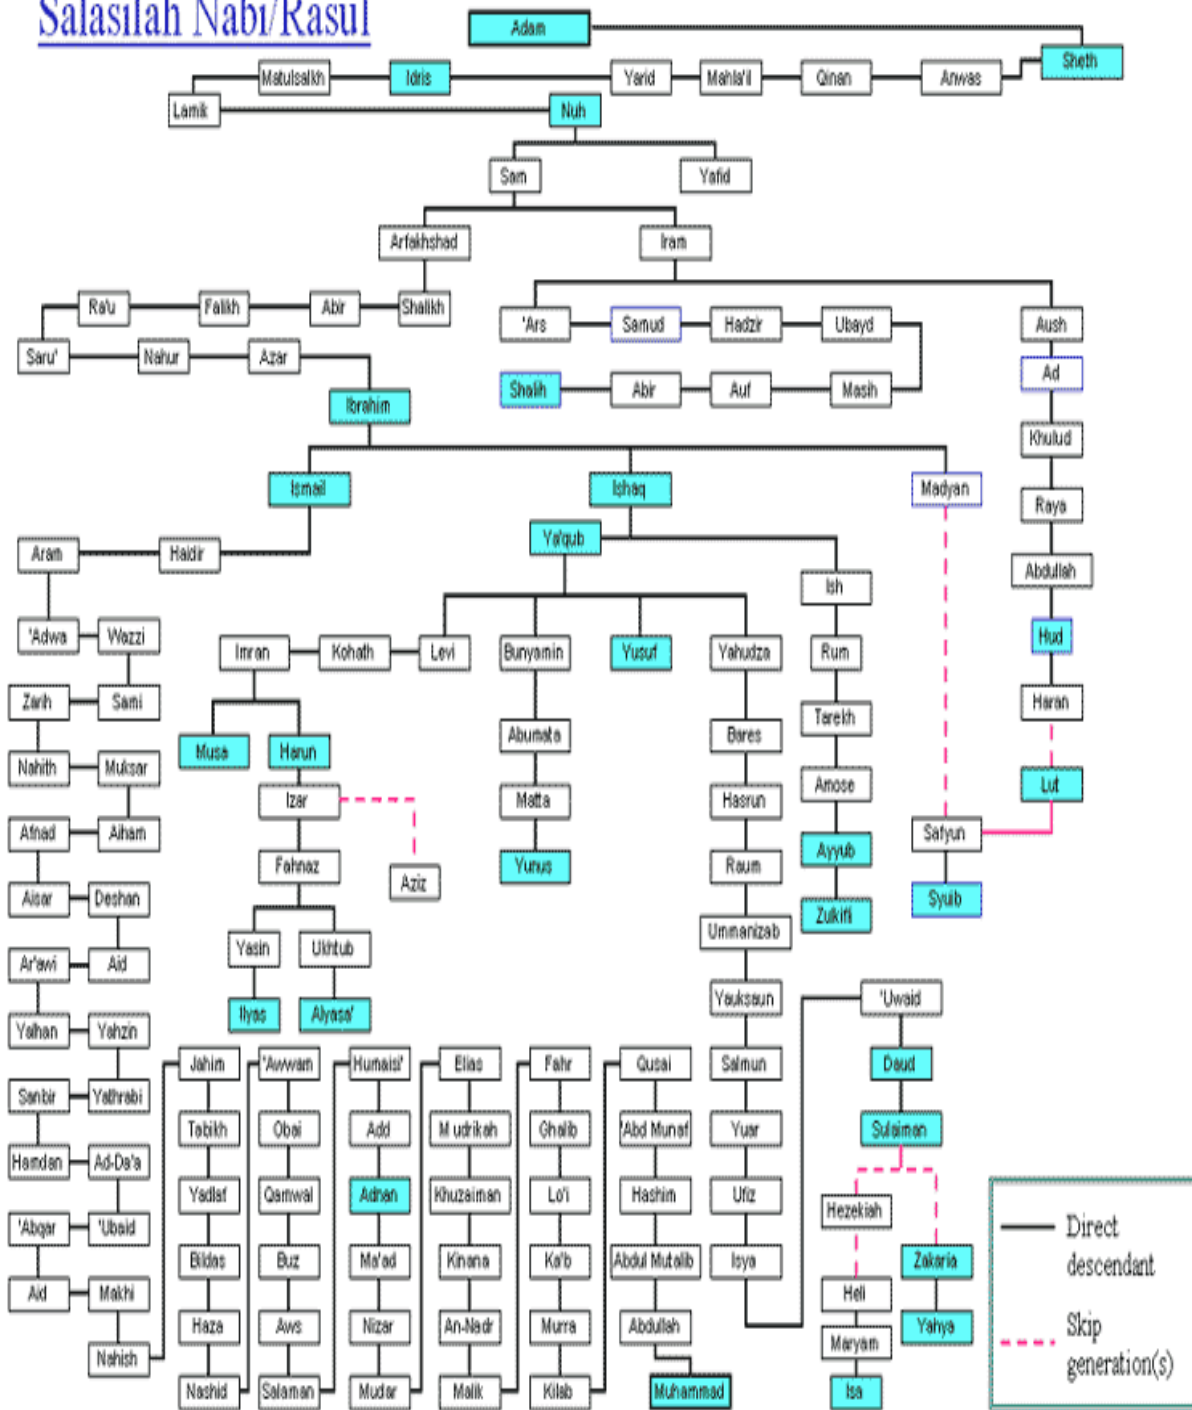 Salasilah Nabi/Rasul
Adam
Sheth
Matulsalkh Idris Yarid Mahla'il Qinan Anwas
Lamik Nuh
Sam Yafid
Arfakhshad Iram
Ra'u Falikh Abir Shalikh 'Ars Samud Hadzir Ubayd Aush
Saru' Nahur Azar Shalih Abir Auf Masih Ad
Ibrahim
Khulud
Ismail Ishaq Madyan
Raya
Aram Haidir Ya'qub
Ish Abdullah
'Adwa Wazzi Imran Kohath Levi Bunyamin Yusuf Yahudza Rum Hud
Zarih Sami Tarekh Haran
Nahith Muksar Musa Harun Abumata Bares Amose Lut
Afnad Aiham Izar Matta Hasrun Ayyub Safyun
Aisar Deshan Fahnaz Aziz Yunus Raum Zulkifli Syuib
Ar'awi Aid Yasin Ukhtub Ummanizab
Yalhan Yahzin Ilyas Alyasa' Yauksaun 'Uwaid
Sanbir Yathrabi Jahim 'Awwam Humaisi' Elias Fahr Qusai Salmun Daud
Hamdan Ad-Da'a Tabikh Obai Add Mudrikah Ghalib 'Abd Munaf Yuar Sulaiman
'Abqar 'Ubaid Yadlaf Qamwal Adnan Khuzaiman Lo'i Hashim Ufiz Hezekiah
Aid Makhi Bildas Buz Ma'ad Kinana Ka'b Abdul Mutalib Isya Heli Zakaria
Nahish Haza Aws Nizar An-Nadr Murra Abdullah Maryam Yahya
Nashid Salaman Mudar Malik Kilab Muhammad Isa
Direct
descendant
Skip
generation(s)